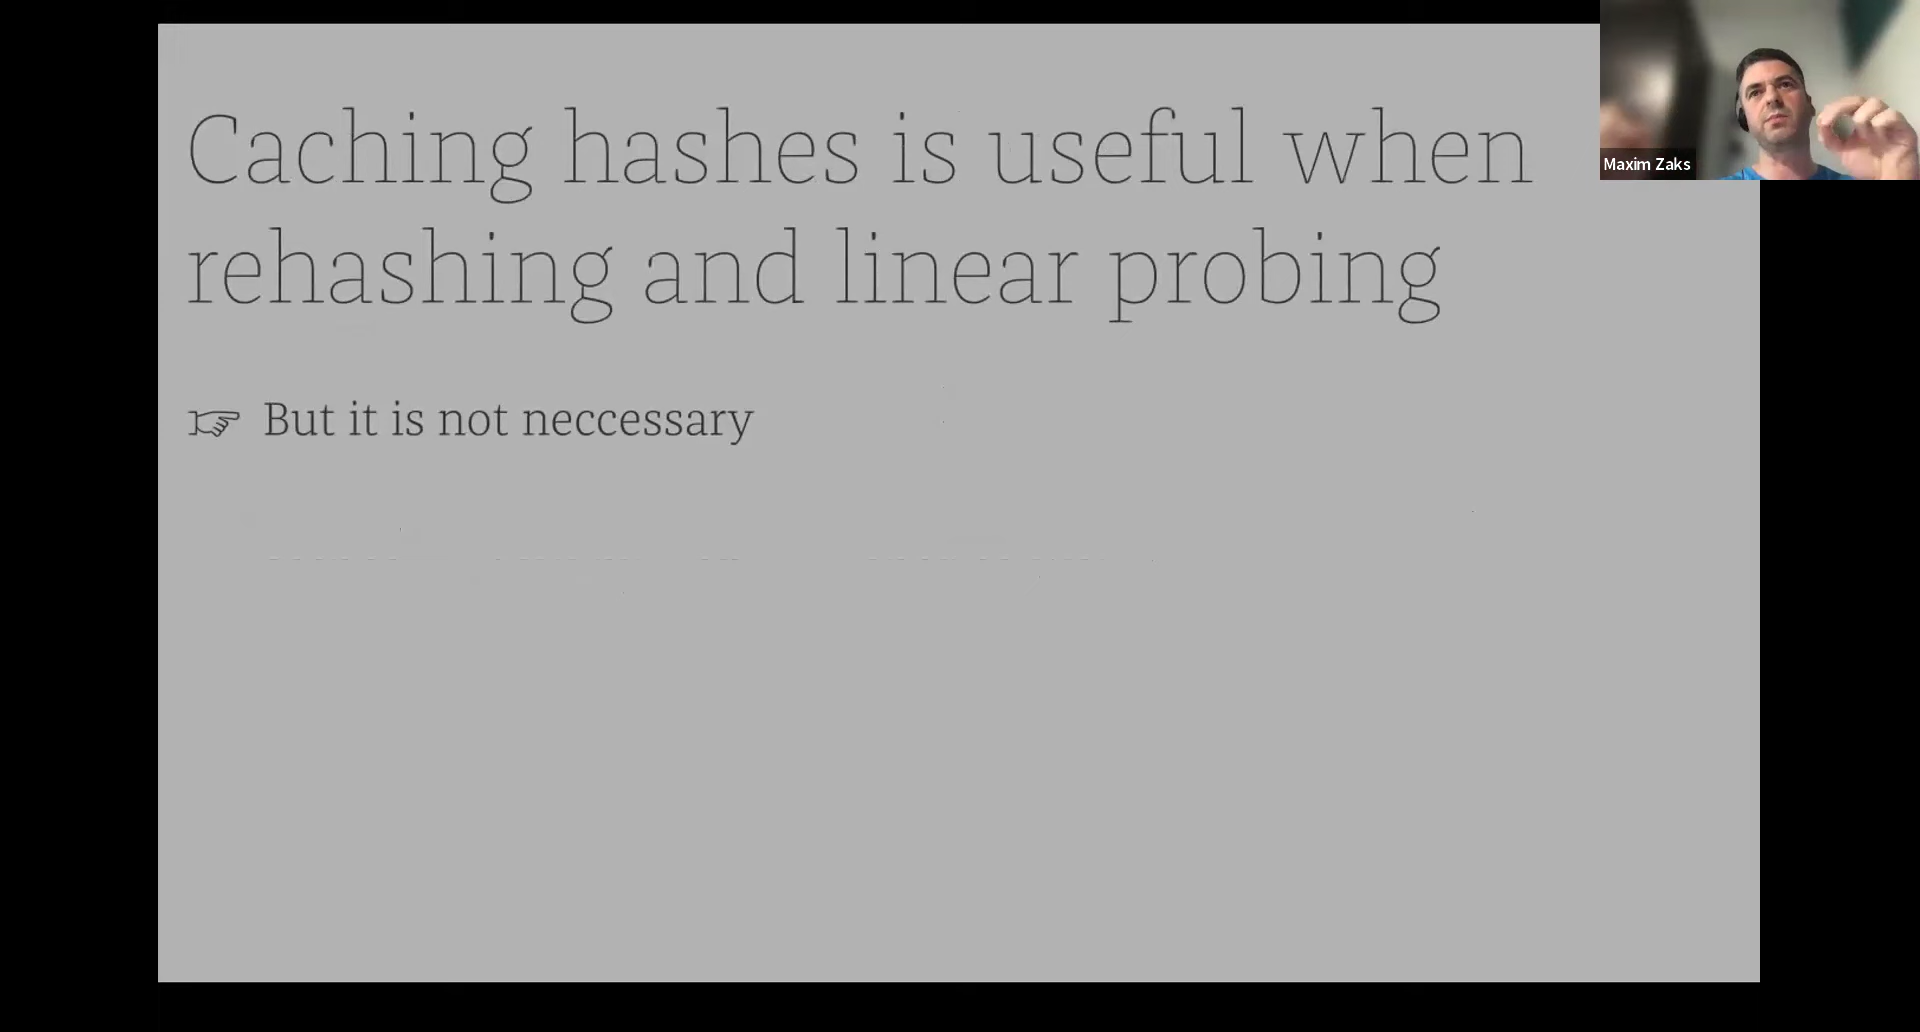 Caching hashes is useful when
rehashing and linear probing
☞ But it is not neccessary
Maxim Zaks